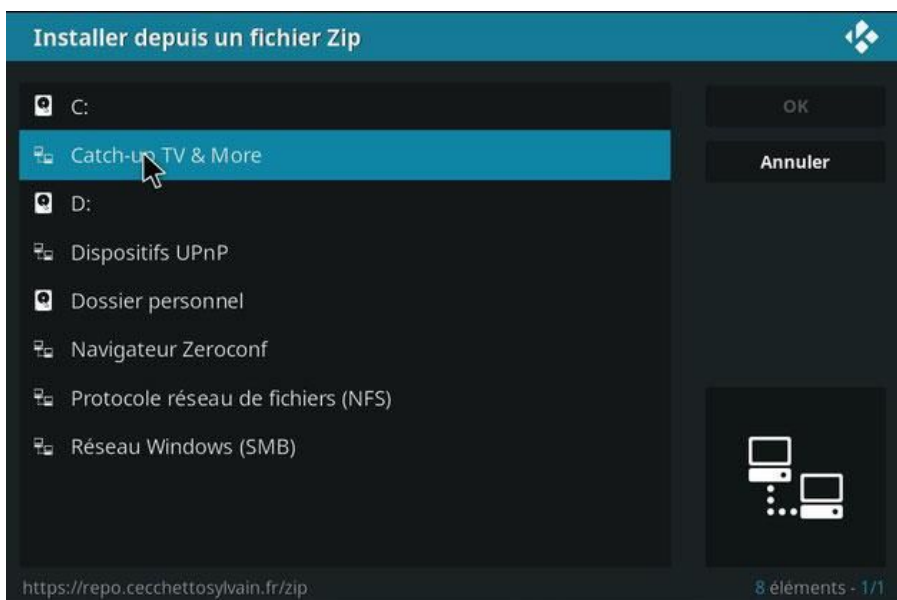 Installer depuis un fichier Zip
C:
OK
Catch-up TV & More
Annuler
D:
Dispositifs UPnP
Dossier personnel
Navigateur Zeroconf
Protocole réseau de fichiers (NFS)
Réseau Windows (SMB)
https://repo.cecchettosylvain.fr/zip
8 éléments - 1/1